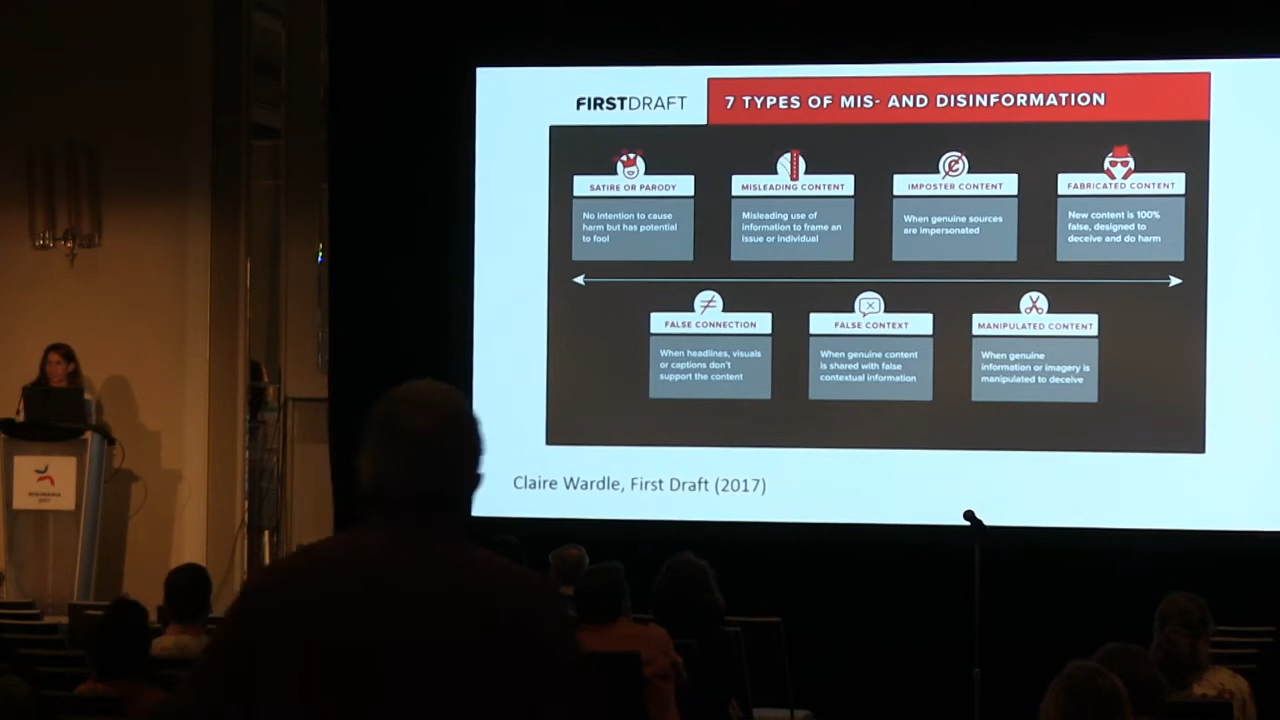 FIRSTDRAFT
7 TYPES OF MIS- AND DISINFORMATION
SATIRE OR PARODY
No intention to cause
harm but has potential
to fool
MISLEADING CONTENT
Misleading use of
information to frame an
issue or individual
IMPOSTER CONTENT
When genuine sources
are impersonated
FABRICATED CONTENT
New content is 100%
false, designed to
deceive and do harm
FALSE CONNECTION
When headlines, visuals
or captions don't
support the content
FALSE CONTEXT
When genuine content
is shared with false
contextual information
MANIPULATED CONTENT
When genuine
information or imagery is
manipulated to deceive
Claire Wardle, First Draft (2017)
WIKIMANIA
2017